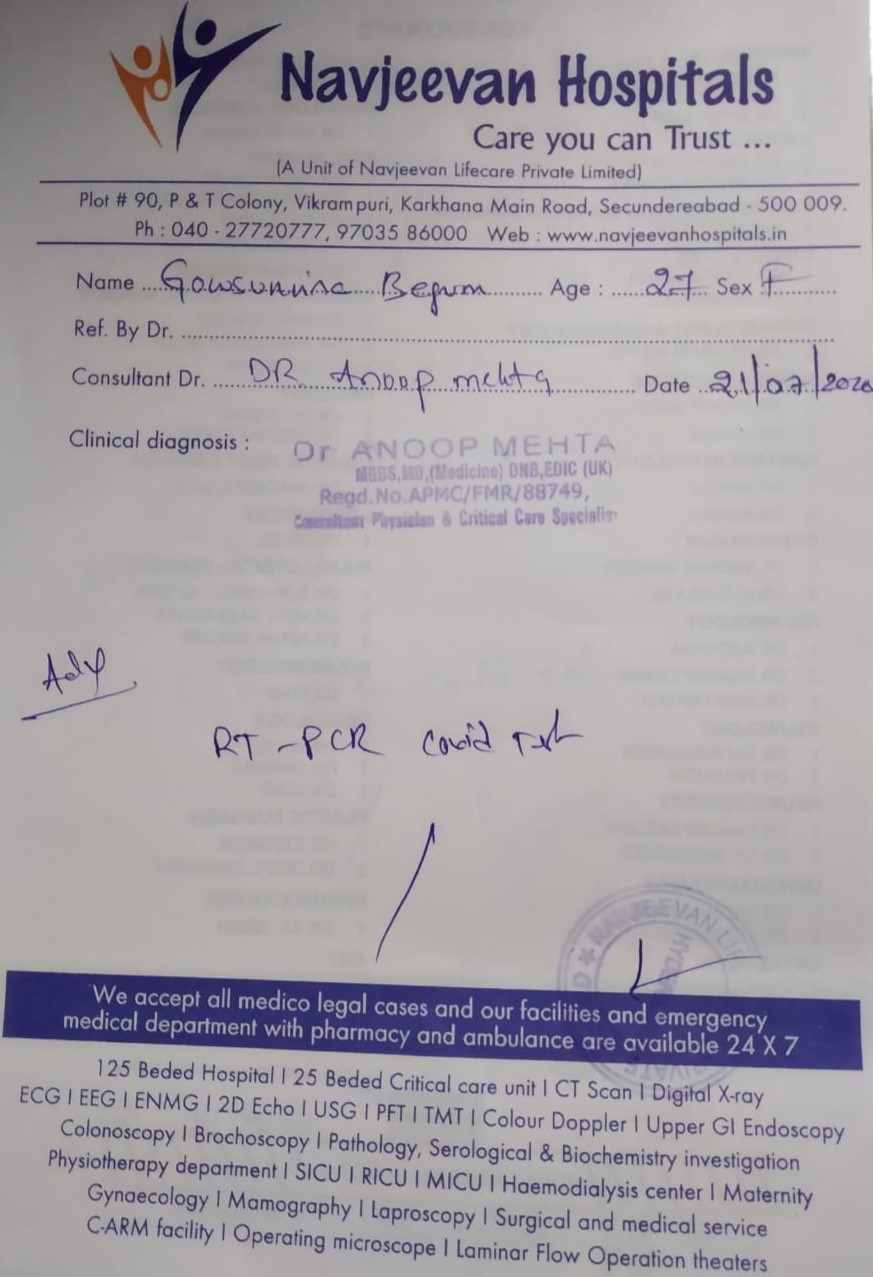 Navjeevan Hospitals
Care you can Trust ...
(A Unit of Navjeevan Lifecare Private Limited)
Plot # 90, P & T Colony, Vikrampuri, Karkhana Main Road, Secundereabad - 500 009.
Ph : 040 - 27720777, 97035 86000 Web : www.navjeevanhospitals.in
Name ....Gowsunnisa Begum.......... Age : ......27... Sex F..........
Ref. By Dr. ................................................
Consultant Dr. ......DR Anoop mehta............ Date ..21/07/2020
Clinical diagnosis :
Dr ANOOP MEHTA
MBBS,MD,(Medicine) DNB,EDIC (UK)
Regd.No.APMC/FMR/88749,
Consultant Physician & Critical Care Specialist
Adv
RT-PCR Covid Test
NAVJEEVAN
PRIVATE
We accept all medico legal cases and our facilities and emergency
medical department with pharmacy and ambulance are available 24 X 7
125 Beded Hospital I 25 Beded Critical care unit I CT Scan I Digital X-ray
ECG I EEG I ENMG I 2D Echo I USG I PFT I TMT I Colour Doppler I Upper GI Endoscopy
Colonoscopy I Brochoscopy I Pathology, Serological & Biochemistry investigation
Physiotherapy department I SICU I RICU I MICU I Haemodialysis center I Maternity
Gynaecology I Mamography I Laproscopy I Surgical and medical service
C-ARM facility I Operating microscope I Laminar Flow Operation theaters